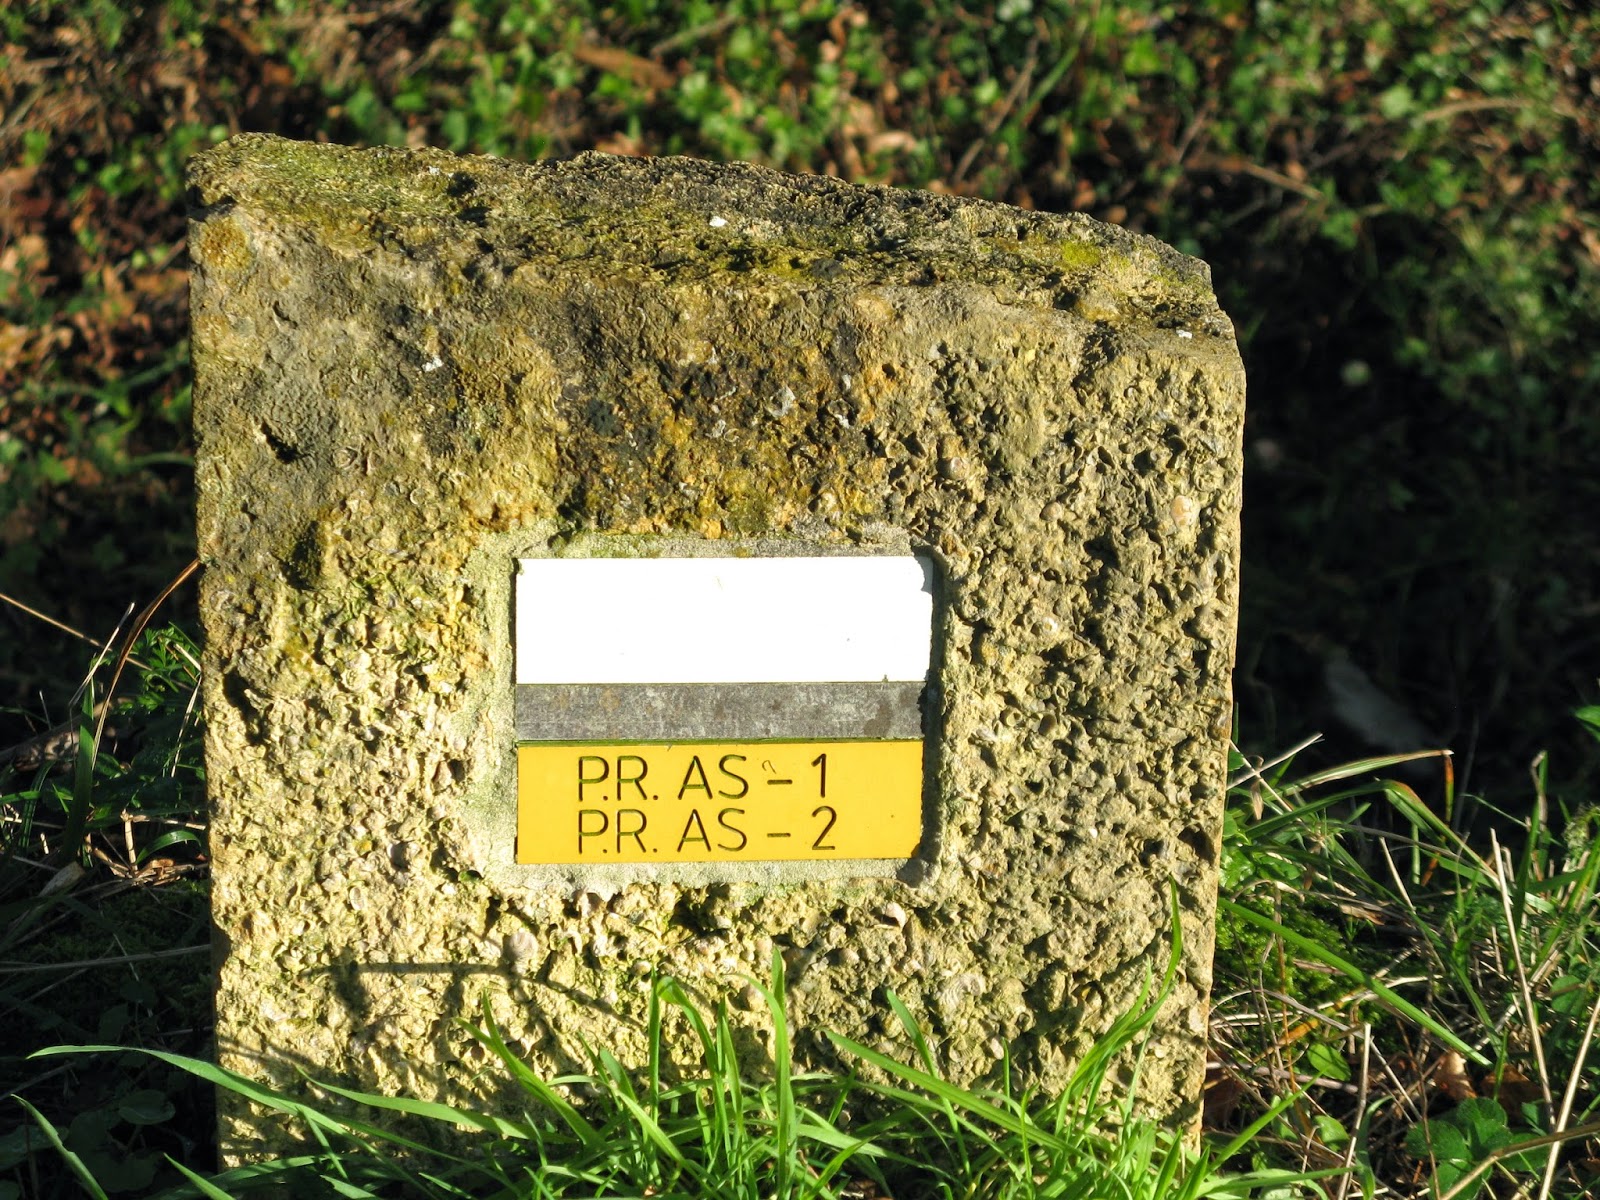 P.R. AS - 1
P.R. AS - 2